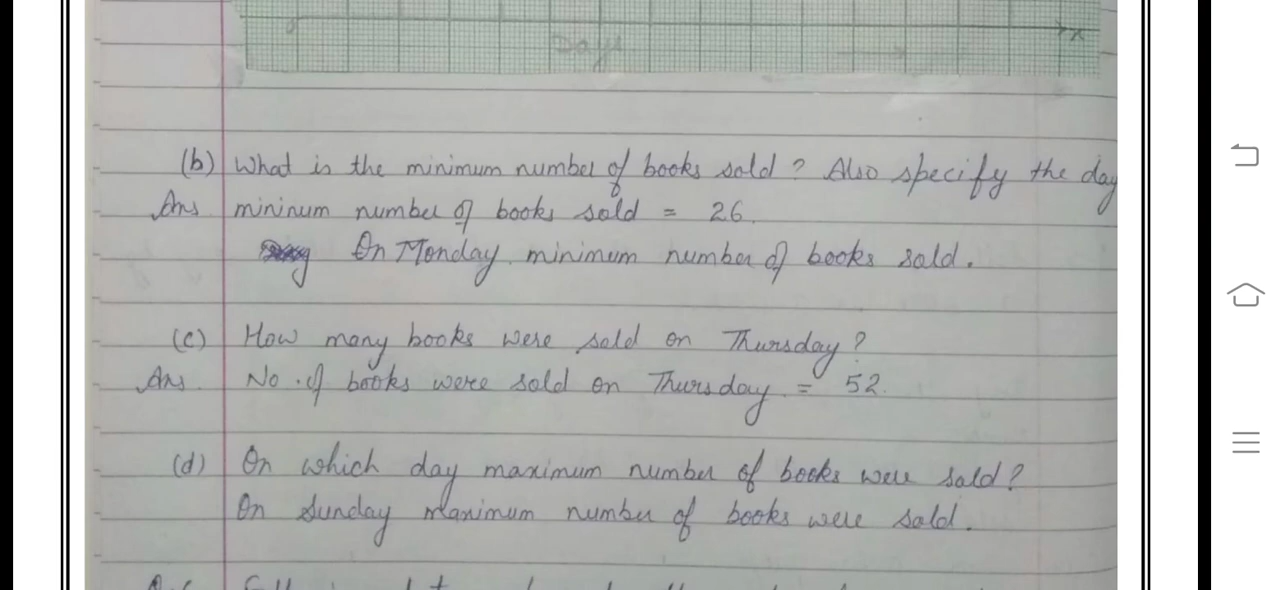 Days
x
(b) What is the minimum number of books sold? Also specify the day
Ans mininum number of books sold = 26.
On Monday minimum number of books sold.
(c) How many books were sold on Thursday?
Ans. No. of books were sold on Thursday = 52.
(d) On which day maximum number of books were sold?
On Sunday maximum number of books were sold.